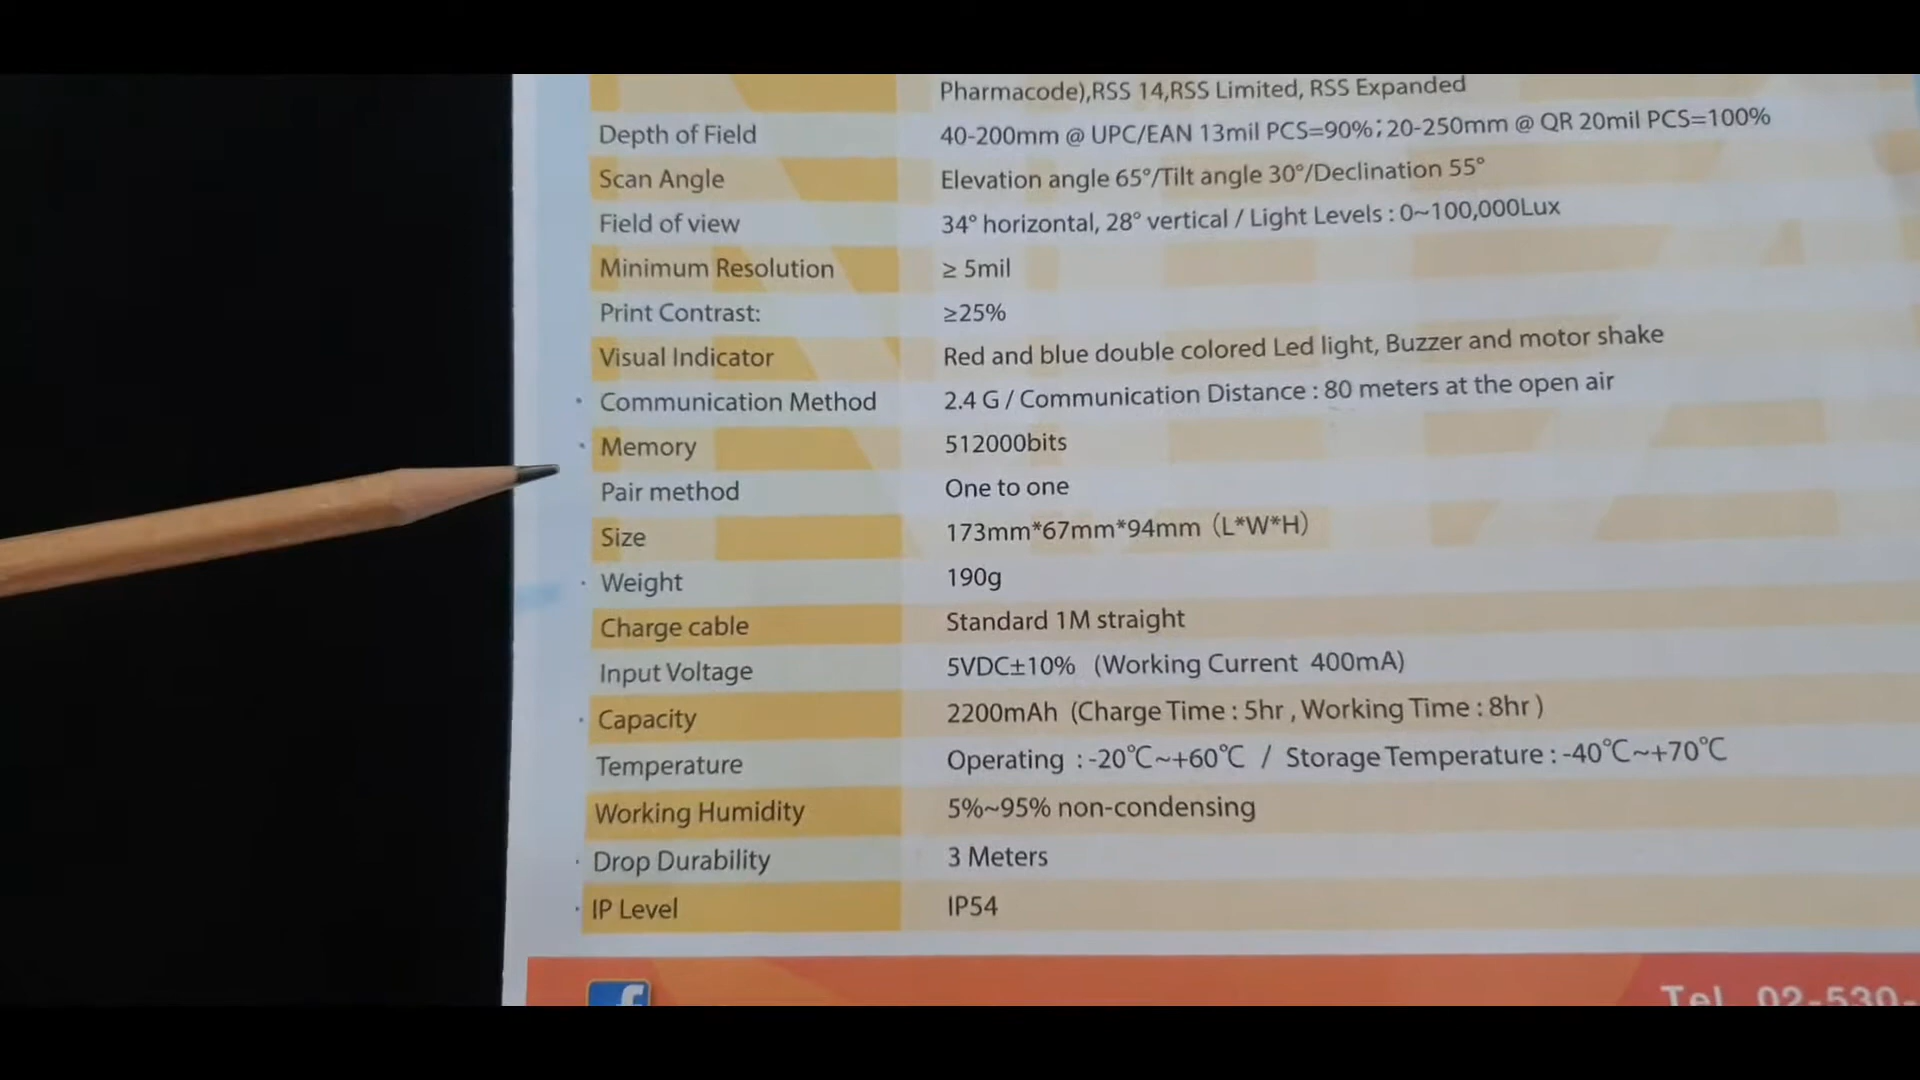 Pharmacode),RSS 14,RSS Limited, RSS Expanded
Depth of Field 40-200mm @ UPC/EAN 13mil PCS=90%;20-250mm @ QR 20mil PCS=100%
Scan Angle Elevation angle 65°/Tilt angle 30°/Declination 55°
Field of view 34° horizontal, 28° vertical / Light Levels : 0~100,000Lux
Minimum Resolution ≥ 5mil
Print Contrast: ≥25%
Visual Indicator Red and blue double colored Led light, Buzzer and motor shake
Communication Method 2.4 G / Communication Distance : 80 meters at the open air
Memory 512000bits
Pair method One to one
Size 173mm*67mm*94mm (L*W*H)
Weight 190g
Charge cable Standard 1M straight
Input Voltage 5VDC±10% (Working Current 400mA)
Capacity 2200mAh (Charge Time : 5hr , Working Time : 8hr )
Temperature Operating : -20℃~+60℃ / Storage Temperature : -40℃~+70℃
Working Humidity 5%~95% non-condensing
Drop Durability 3 Meters
IP Level IP54
f
Tel 02-530-